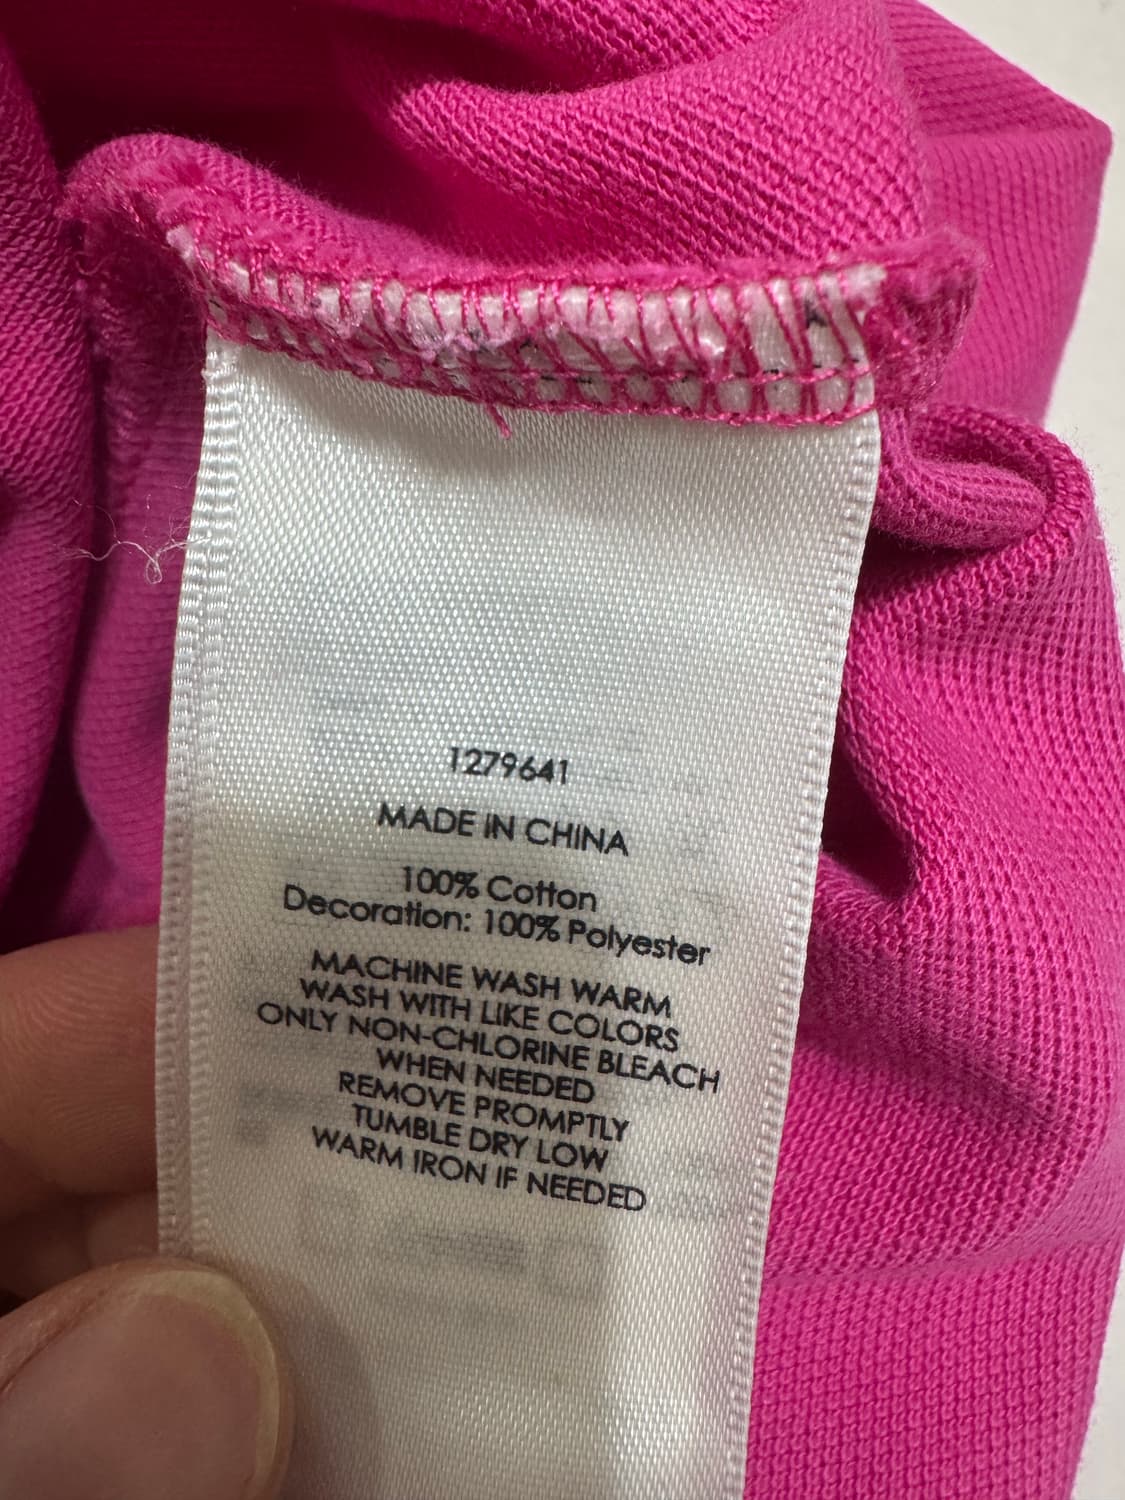 1279641
MADE IN CHINA
100% Cotton
Decoration: 100% Polyester
MACHINE WASH WARM
WASH WITH LIKE COLORS
ONLY NON-CHLORINE BLEACH
WHEN NEEDED
REMOVE PROMPTLY
TUMBLE DRY LOW
WARM IRON IF NEEDED